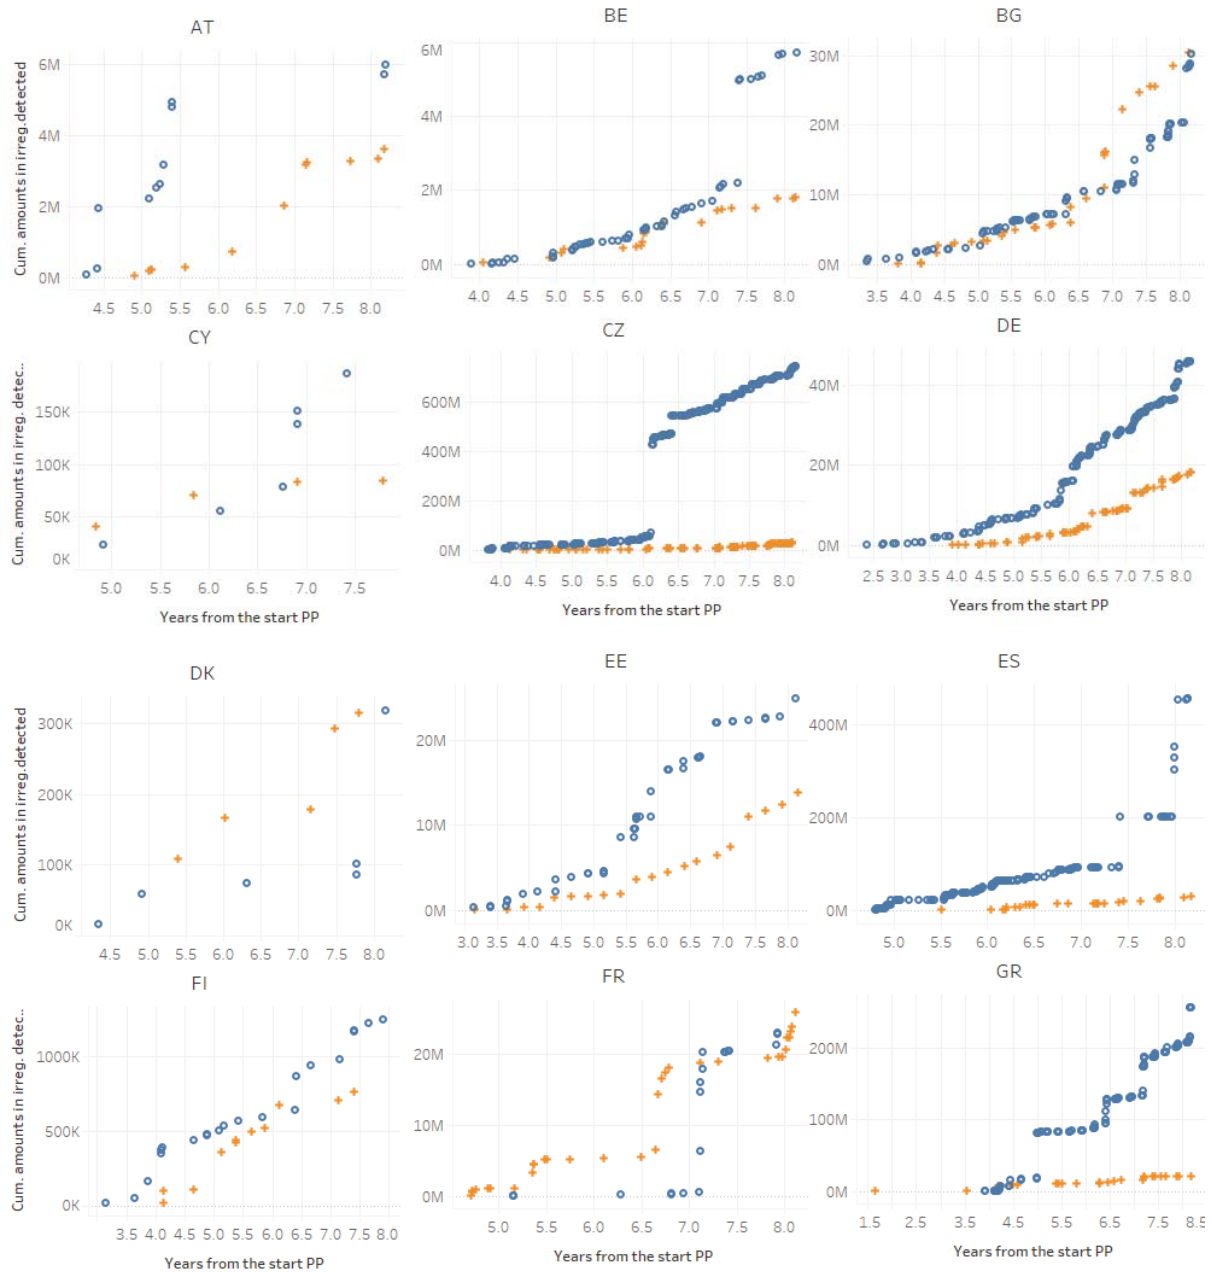 AT
BE
BG
Cum. amounts in irreg.detected
6M
4M
2M
0M
4.5 5.0 5.5 6.0 6.5 7.0 7.5 8.0
6M
4M
2M
0M
4.0 4.5 5.0 5.5 6.0 6.5 7.0 7.5 8.0
30M
20M
10M
0M
3.5 4.0 4.5 5.0 5.5 6.0 6.5 7.0 7.5 8.0
CY
CZ
DE
Cum. amounts in irreg. detec..
150K
100K
50K
0K
5.0 5.5 6.0 6.5 7.0 7.5
Years from the start PP
600M
400M
200M
0M
4.0 4.5 5.0 5.5 6.0 6.5 7.0 7.5 8.0
Years from the start PP
40M
20M
0M
2.5 3.0 3.5 4.0 4.5 5.0 5.5 6.0 6.5 7.0 7.5 8.0
Years from the start PP
DK
EE
ES
Cum. amounts in irreg.detected
300K
200K
100K
0K
4.5 5.0 5.5 6.0 6.5 7.0 7.5 8.0
20M
10M
0M
3.0 3.5 4.0 4.5 5.0 5.5 6.0 6.5 7.0 7.5 8.0
400M
200M
0M
5.0 5.5 6.0 6.5 7.0 7.5 8.0
FI
FR
GR
Cum. amounts in irreg. detec..
1000K
500K
0K
3.5 4.0 4.5 5.0 5.5 6.0 6.5 7.0 7.5 8.0
Years from the start PP
20M
10M
0M
5.0 5.5 6.0 6.5 7.0 7.5 8.0
Years from the start PP
200M
100M
0M
1.5 2.5 3.5 4.5 5.5 6.5 7.5 8.5
Years from the start PP